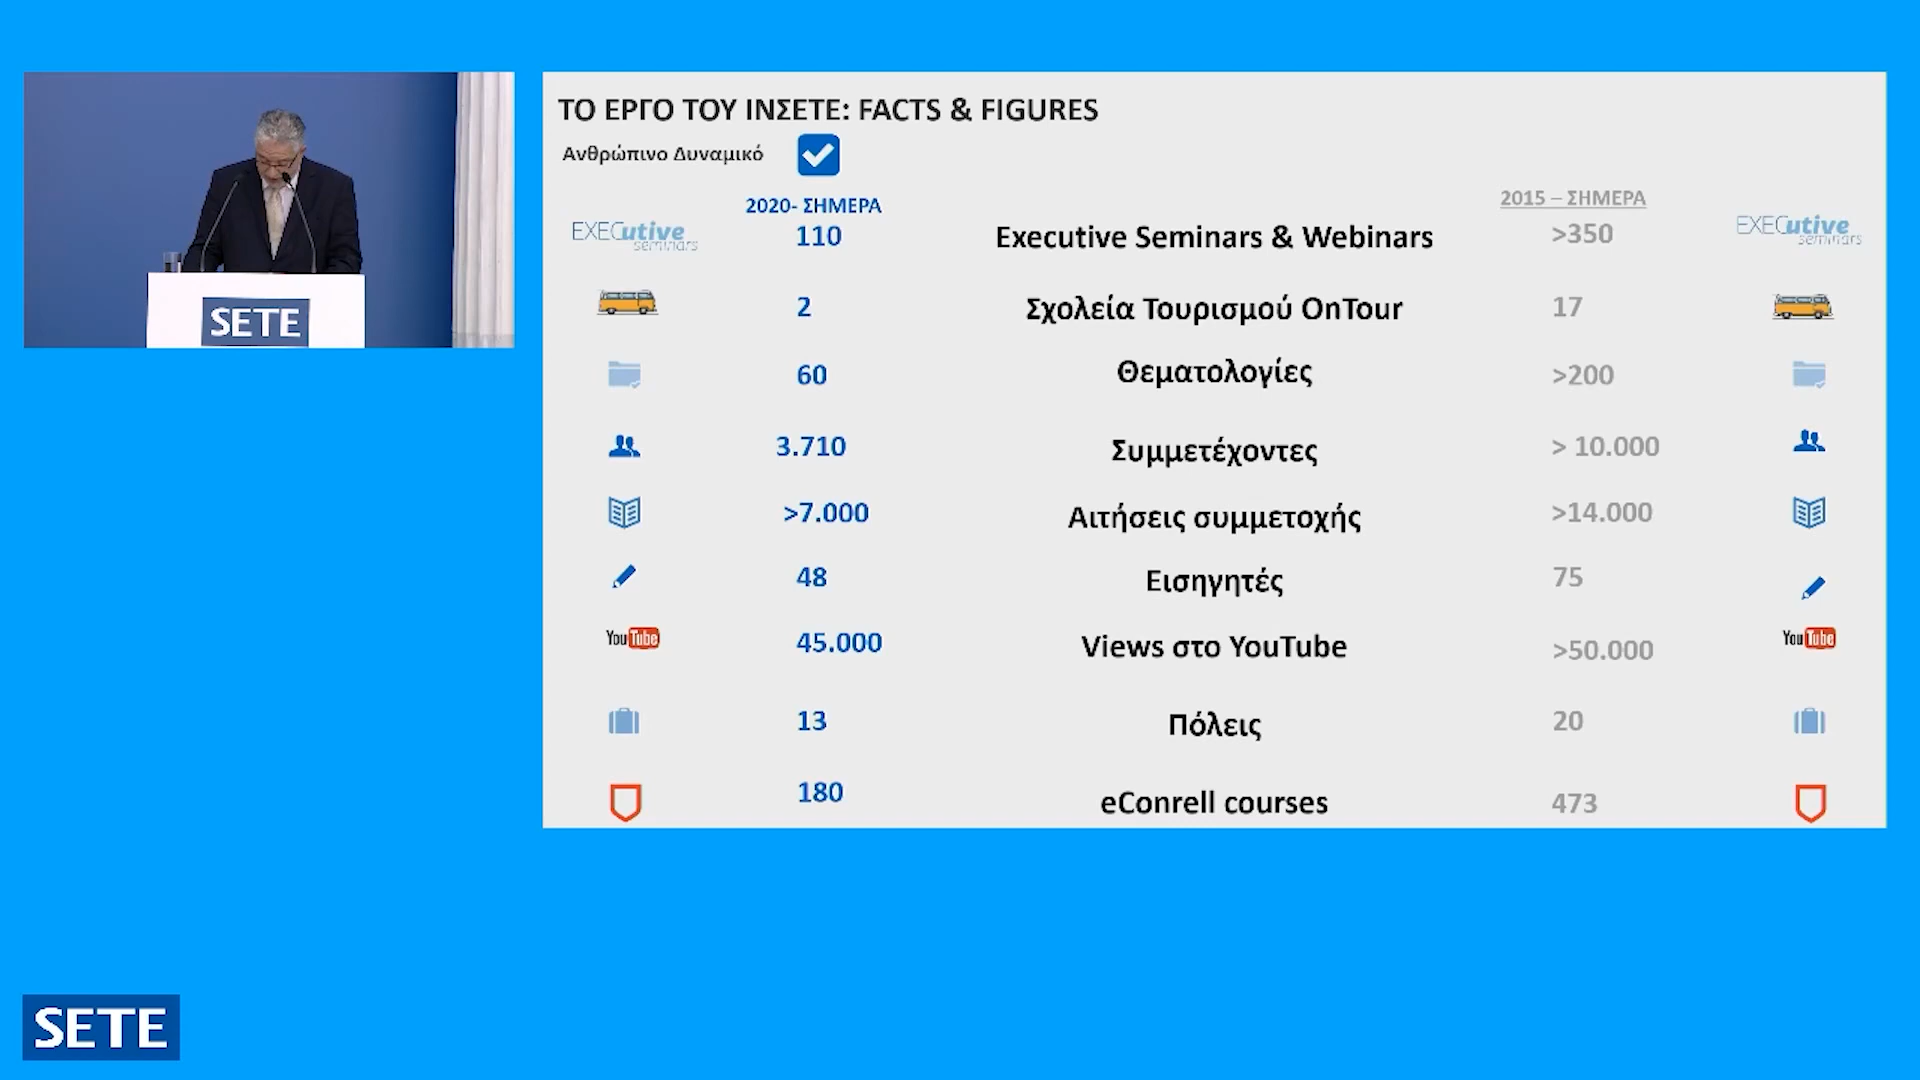 ΤΟ ΕΡΓΟ ΤΟΥ ΙΝΣΕΤΕ: FACTS & FIGURES
Ανθρώπινο Δυναμικό
2020- ΣΗΜΕΡΑ
2015 – ΣΗΜΕΡΑ
EXECutive seminars 110 Executive Seminars & Webinars >350 EXECutive seminars
2 Σχολεία Τουρισμού OnTour 17
60 Θεματολογίες >200
3.710 Συμμετέχοντες > 10.000
>7.000 Αιτήσεις συμμετοχής >14.000
48 Εισηγητές 75
YouTube 45.000 Views στο YouTube >50.000 YouTube
13 Πόλεις 20
180 eConrell courses 473
SETE
SETE